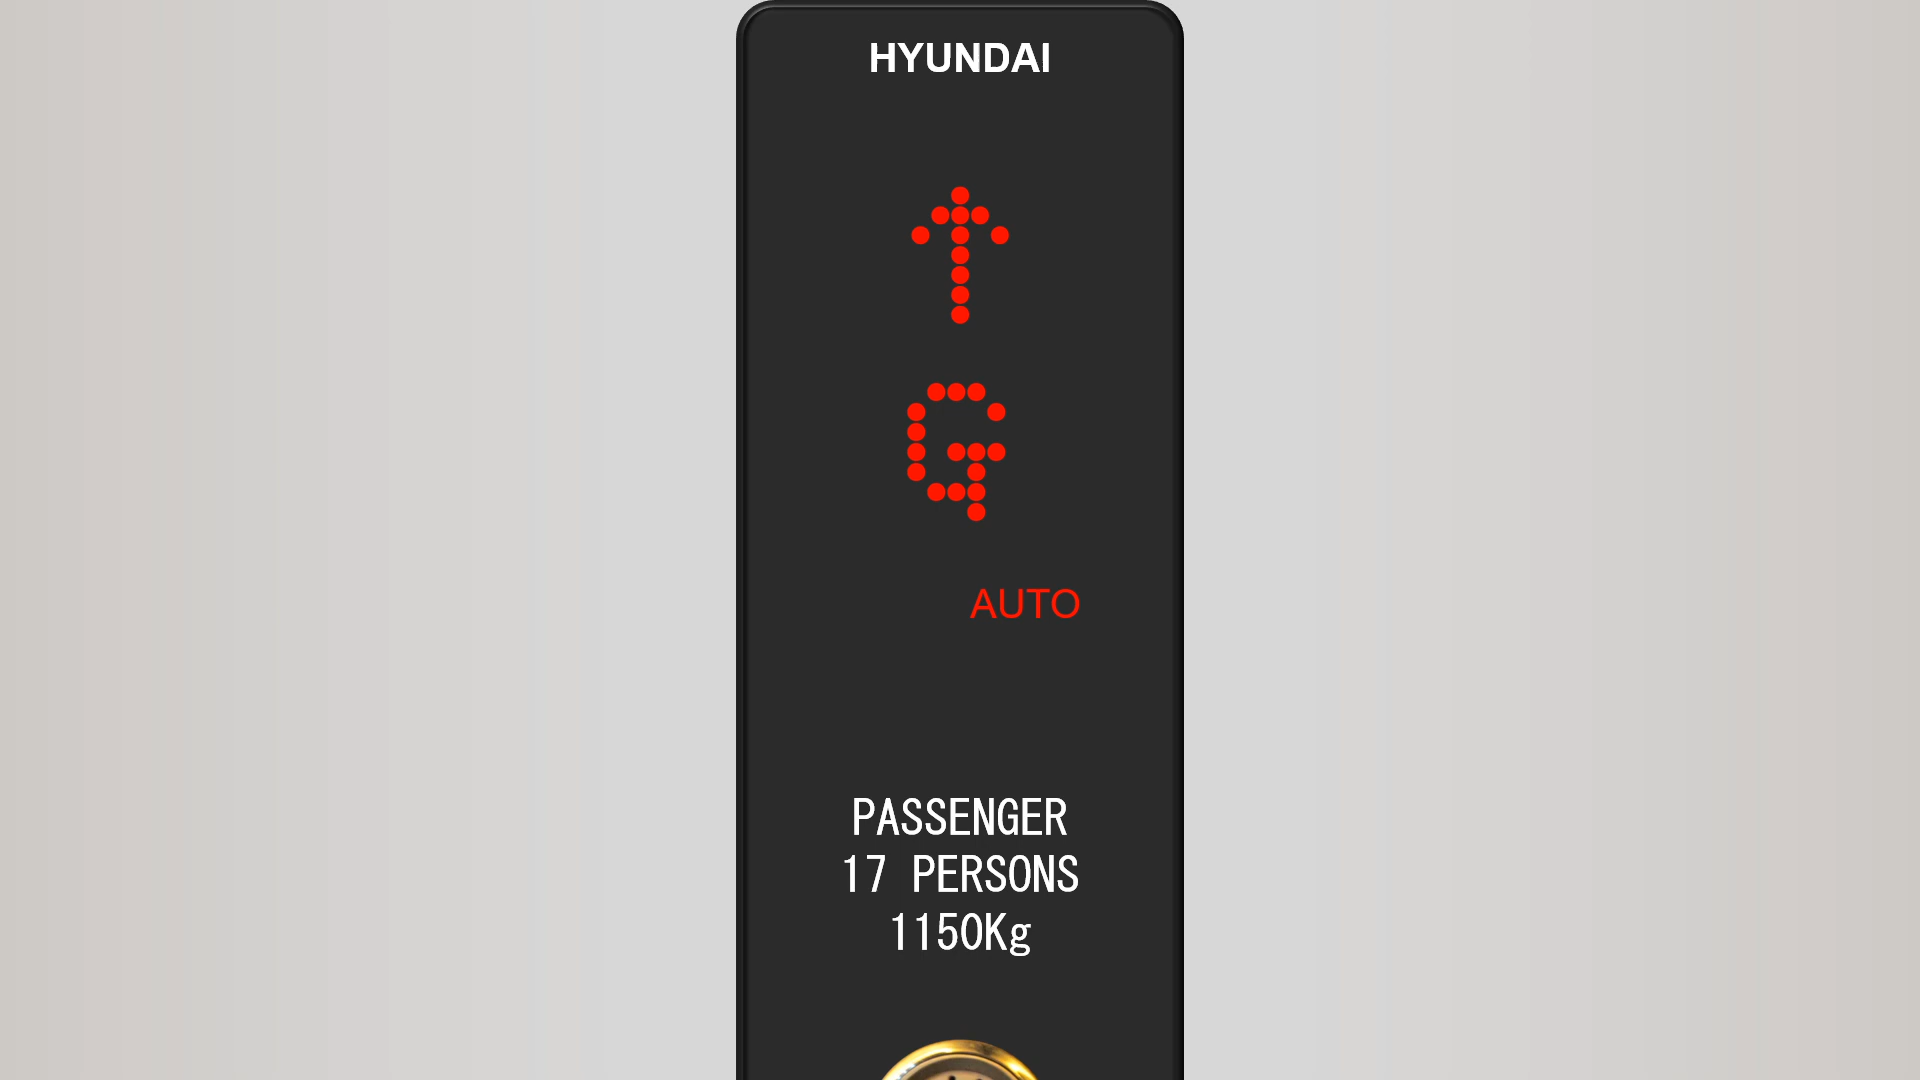 HYUNDAI
↑
G
AUTO
PASSENGER
17 PERSONS
1150Kg